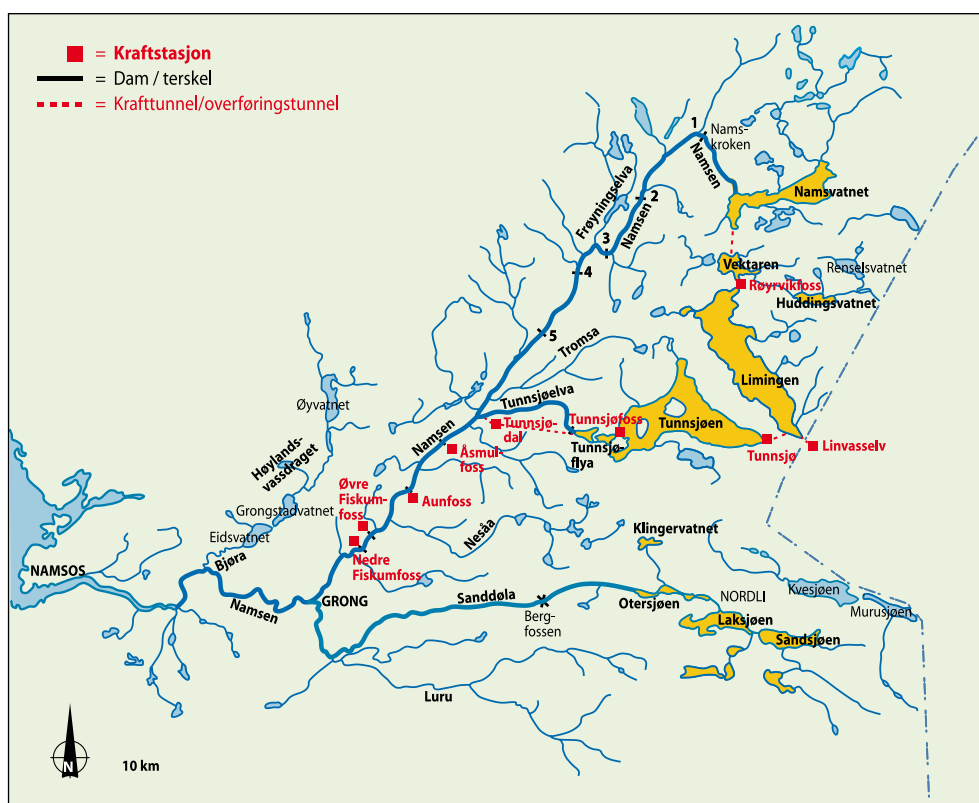 = Kraftstasjon
= Dam / terskel
= Krafttunnel/overføringstunnel
1
Nams-
kroken
Namsen
Namsvatnet
Frøyningselva
2
Namsen
3
4
Vektaren
Renselsvatnet
Røyrvikfoss
Huddingsvatnet
5
Tromsa
Limingen
Øyvatnet
Tunnsjøelva
Namsen
Tunnsjø-
dal
Tunnsjøfoss
Tunnsjøen
Tunnsjø-
flya
Tunnsjø
Linvasselv
Åsmul-
foss
Høylands-
vassdraget
Øvre
Fiskum-
foss
Aunfoss
Grongstadvatnet
Eidsvatnet
Nesåa
Klingervatnet
Bjøra
Nedre
Fiskumfoss
NAMSOS
Namsen
GRONG
Sanddøla
Berg-
fossen
Otersjøen
NORDLI
Kvesjøen
Murusjøen
Laksjøen
Sandsjøen
Luru
N
10 km